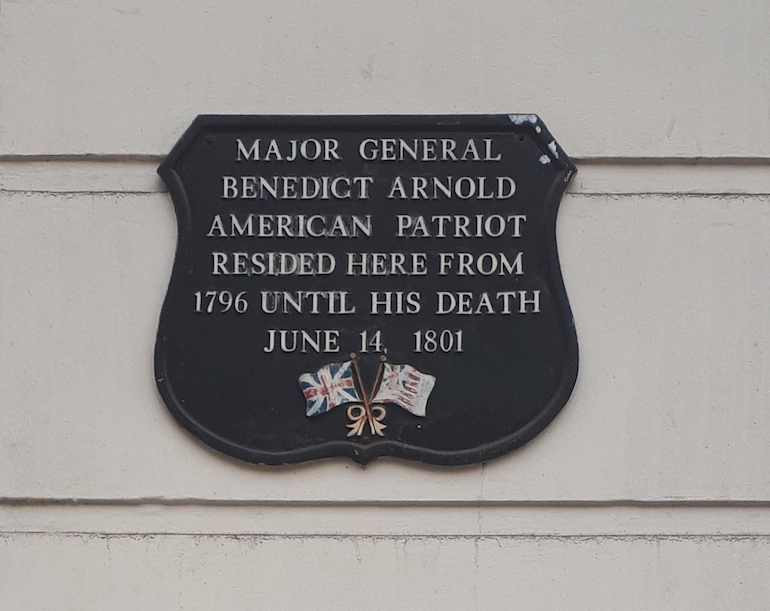 MAJOR GENERAL
BENEDICT ARNOLD
AMERICAN PATRIOT
RESIDED HERE FROM
1796 UNTIL HIS DEATH
JUNE 14, 1801